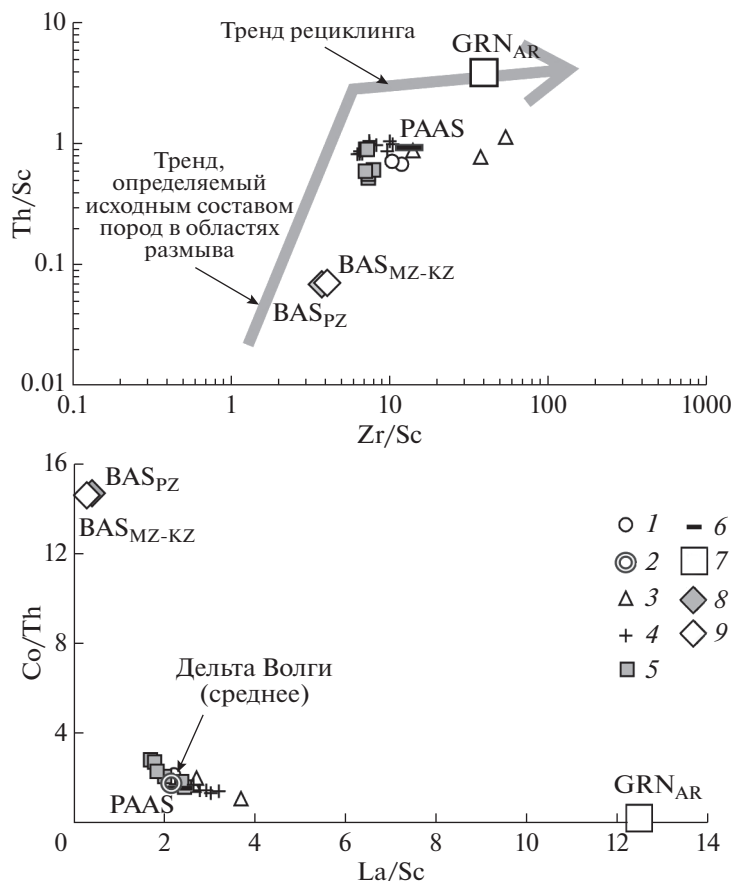 Тренд рециклинга
GRN_AR
10
Th/Sc
1
0.1
0.01
PAAS
Тренд,
определяемый
исходным составом
пород в областях
размыва
BAS_MZ-KZ
BAS_PZ
0.1 1 10 100 1000
Zr/Sc
16
12
8
4
Co/Th
BAS_PZ
BAS_MZ-KZ
1 6
2 7
3 8
4 9
5
Дельта Волги
(среднее)
PAAS
GRN_AR
0 2 4 6 8 10 12 14
La/Sc